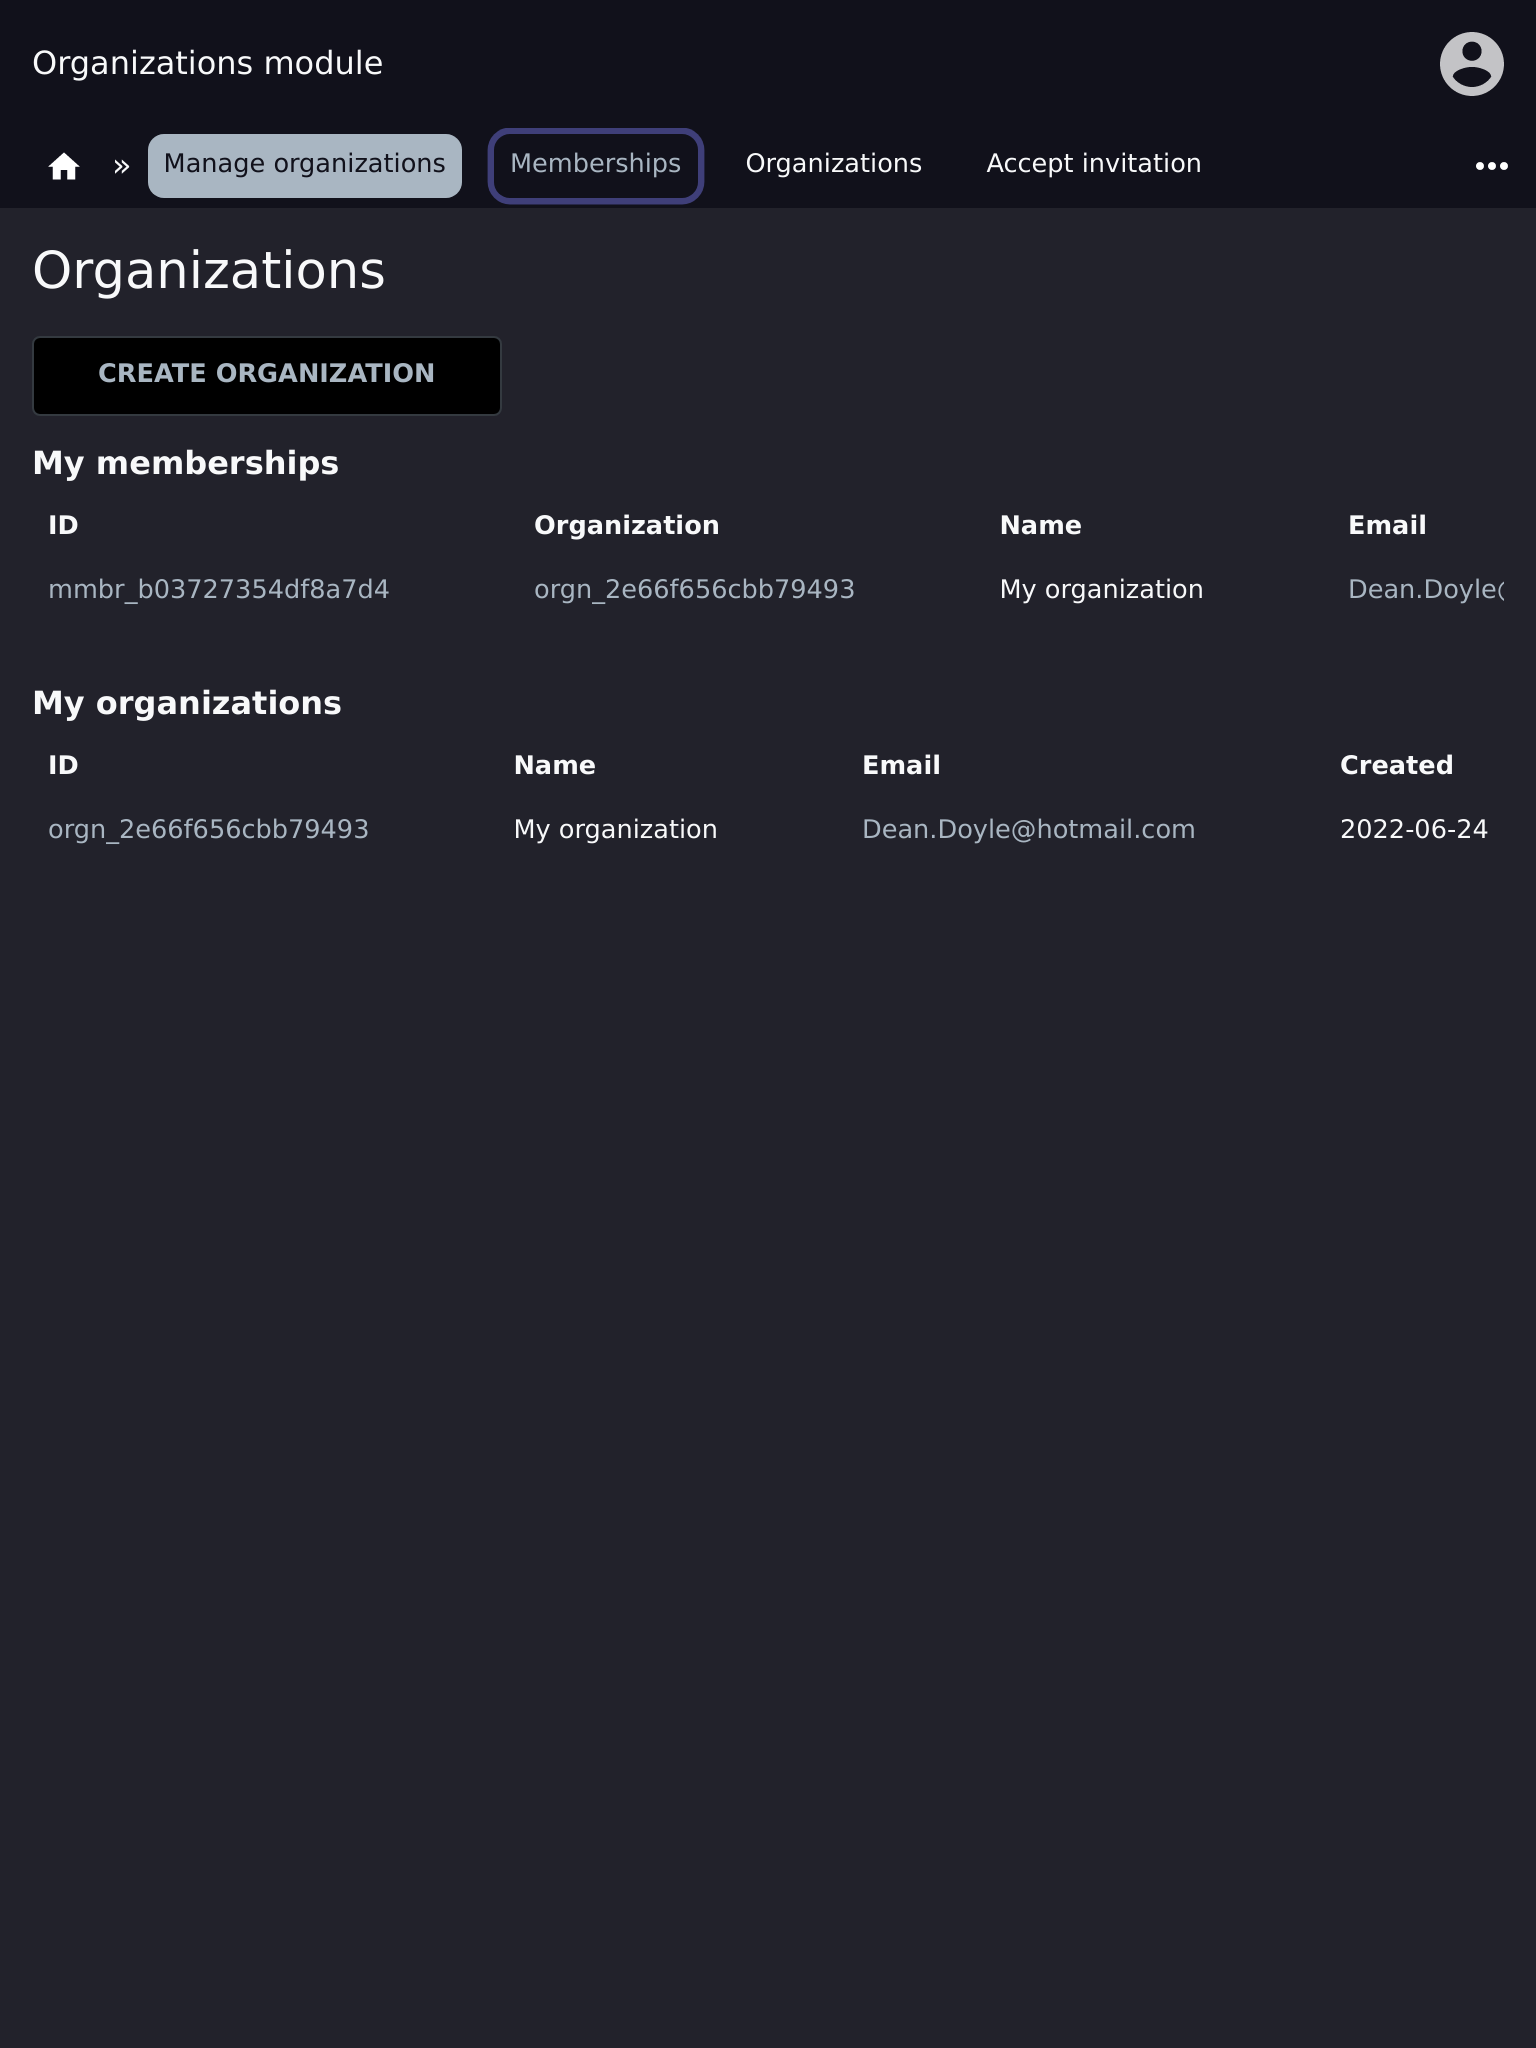 Organizations module
» Manage organizations Memberships Organizations Accept invitation
Organizations
CREATE ORGANIZATION
My memberships
ID Organization Name Email
mmbr_b03727354df8a7d4 orgn_2e66f656cbb79493 My organization Dean.Doyle@
My organizations
ID Name Email Created
orgn_2e66f656cbb79493 My organization Dean.Doyle@hotmail.com 2022-06-24